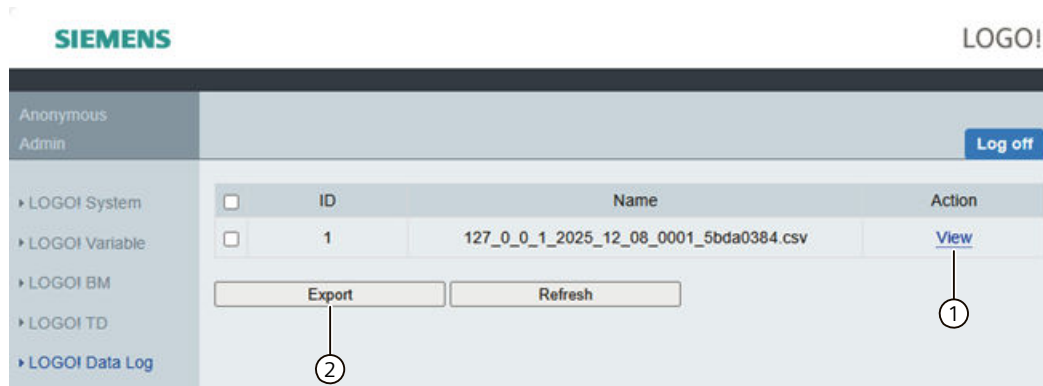 SIEMENS
LOGO!
Anonymous
Admin
Log off
LOGO! System
LOGO! Variable
LOGO! BM
LOGO! TD
LOGO! Data Log
ID Name Action
1 127_0_0_1_2025_12_08_0001_5bda0384.csv View
Export Refresh
1
2